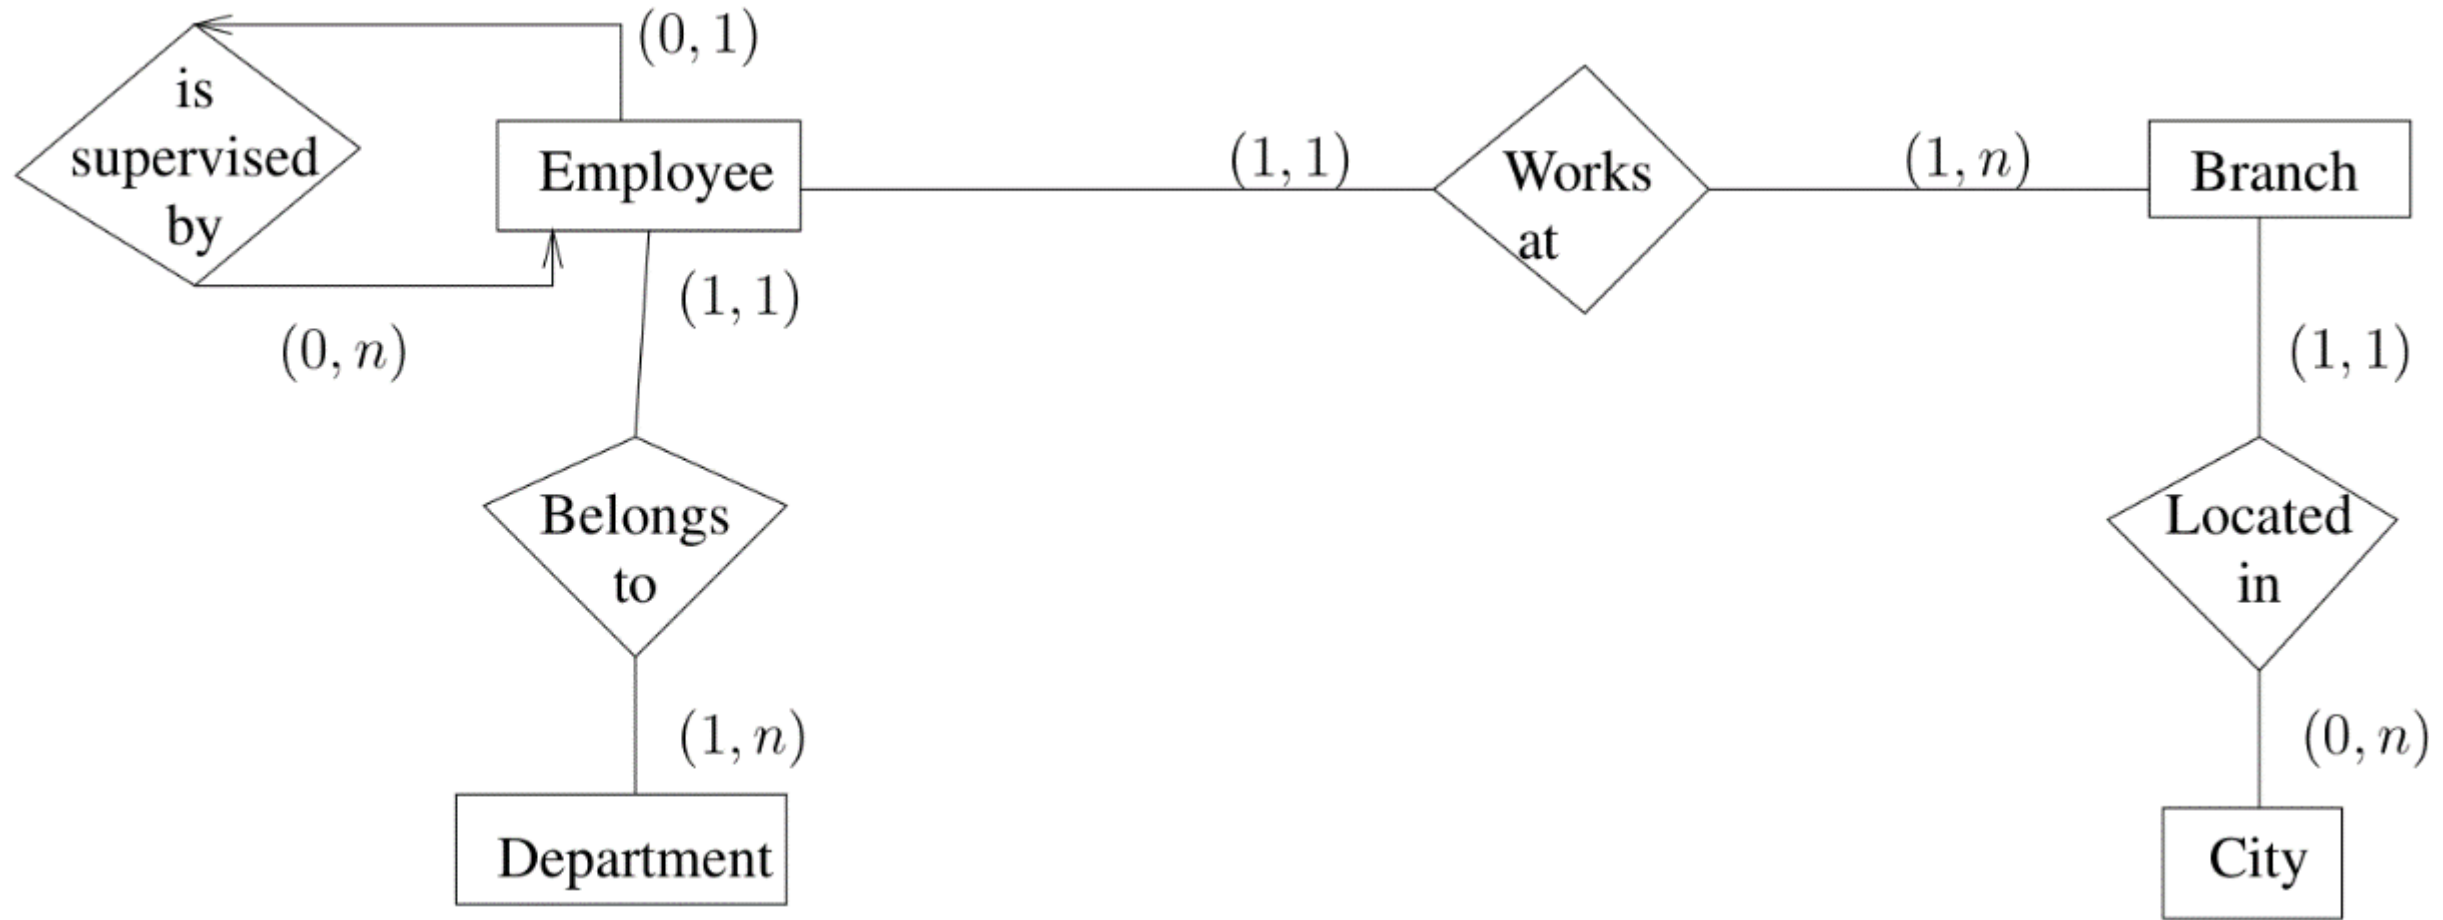 (0, 1)
is
supervised
by
Employee
(1, 1)
Works
at
(1, n)
Branch
(0, n)
(1, 1)
(1, 1)
Belongs
to
Located
in
(1, n)
(0, n)
Department
City